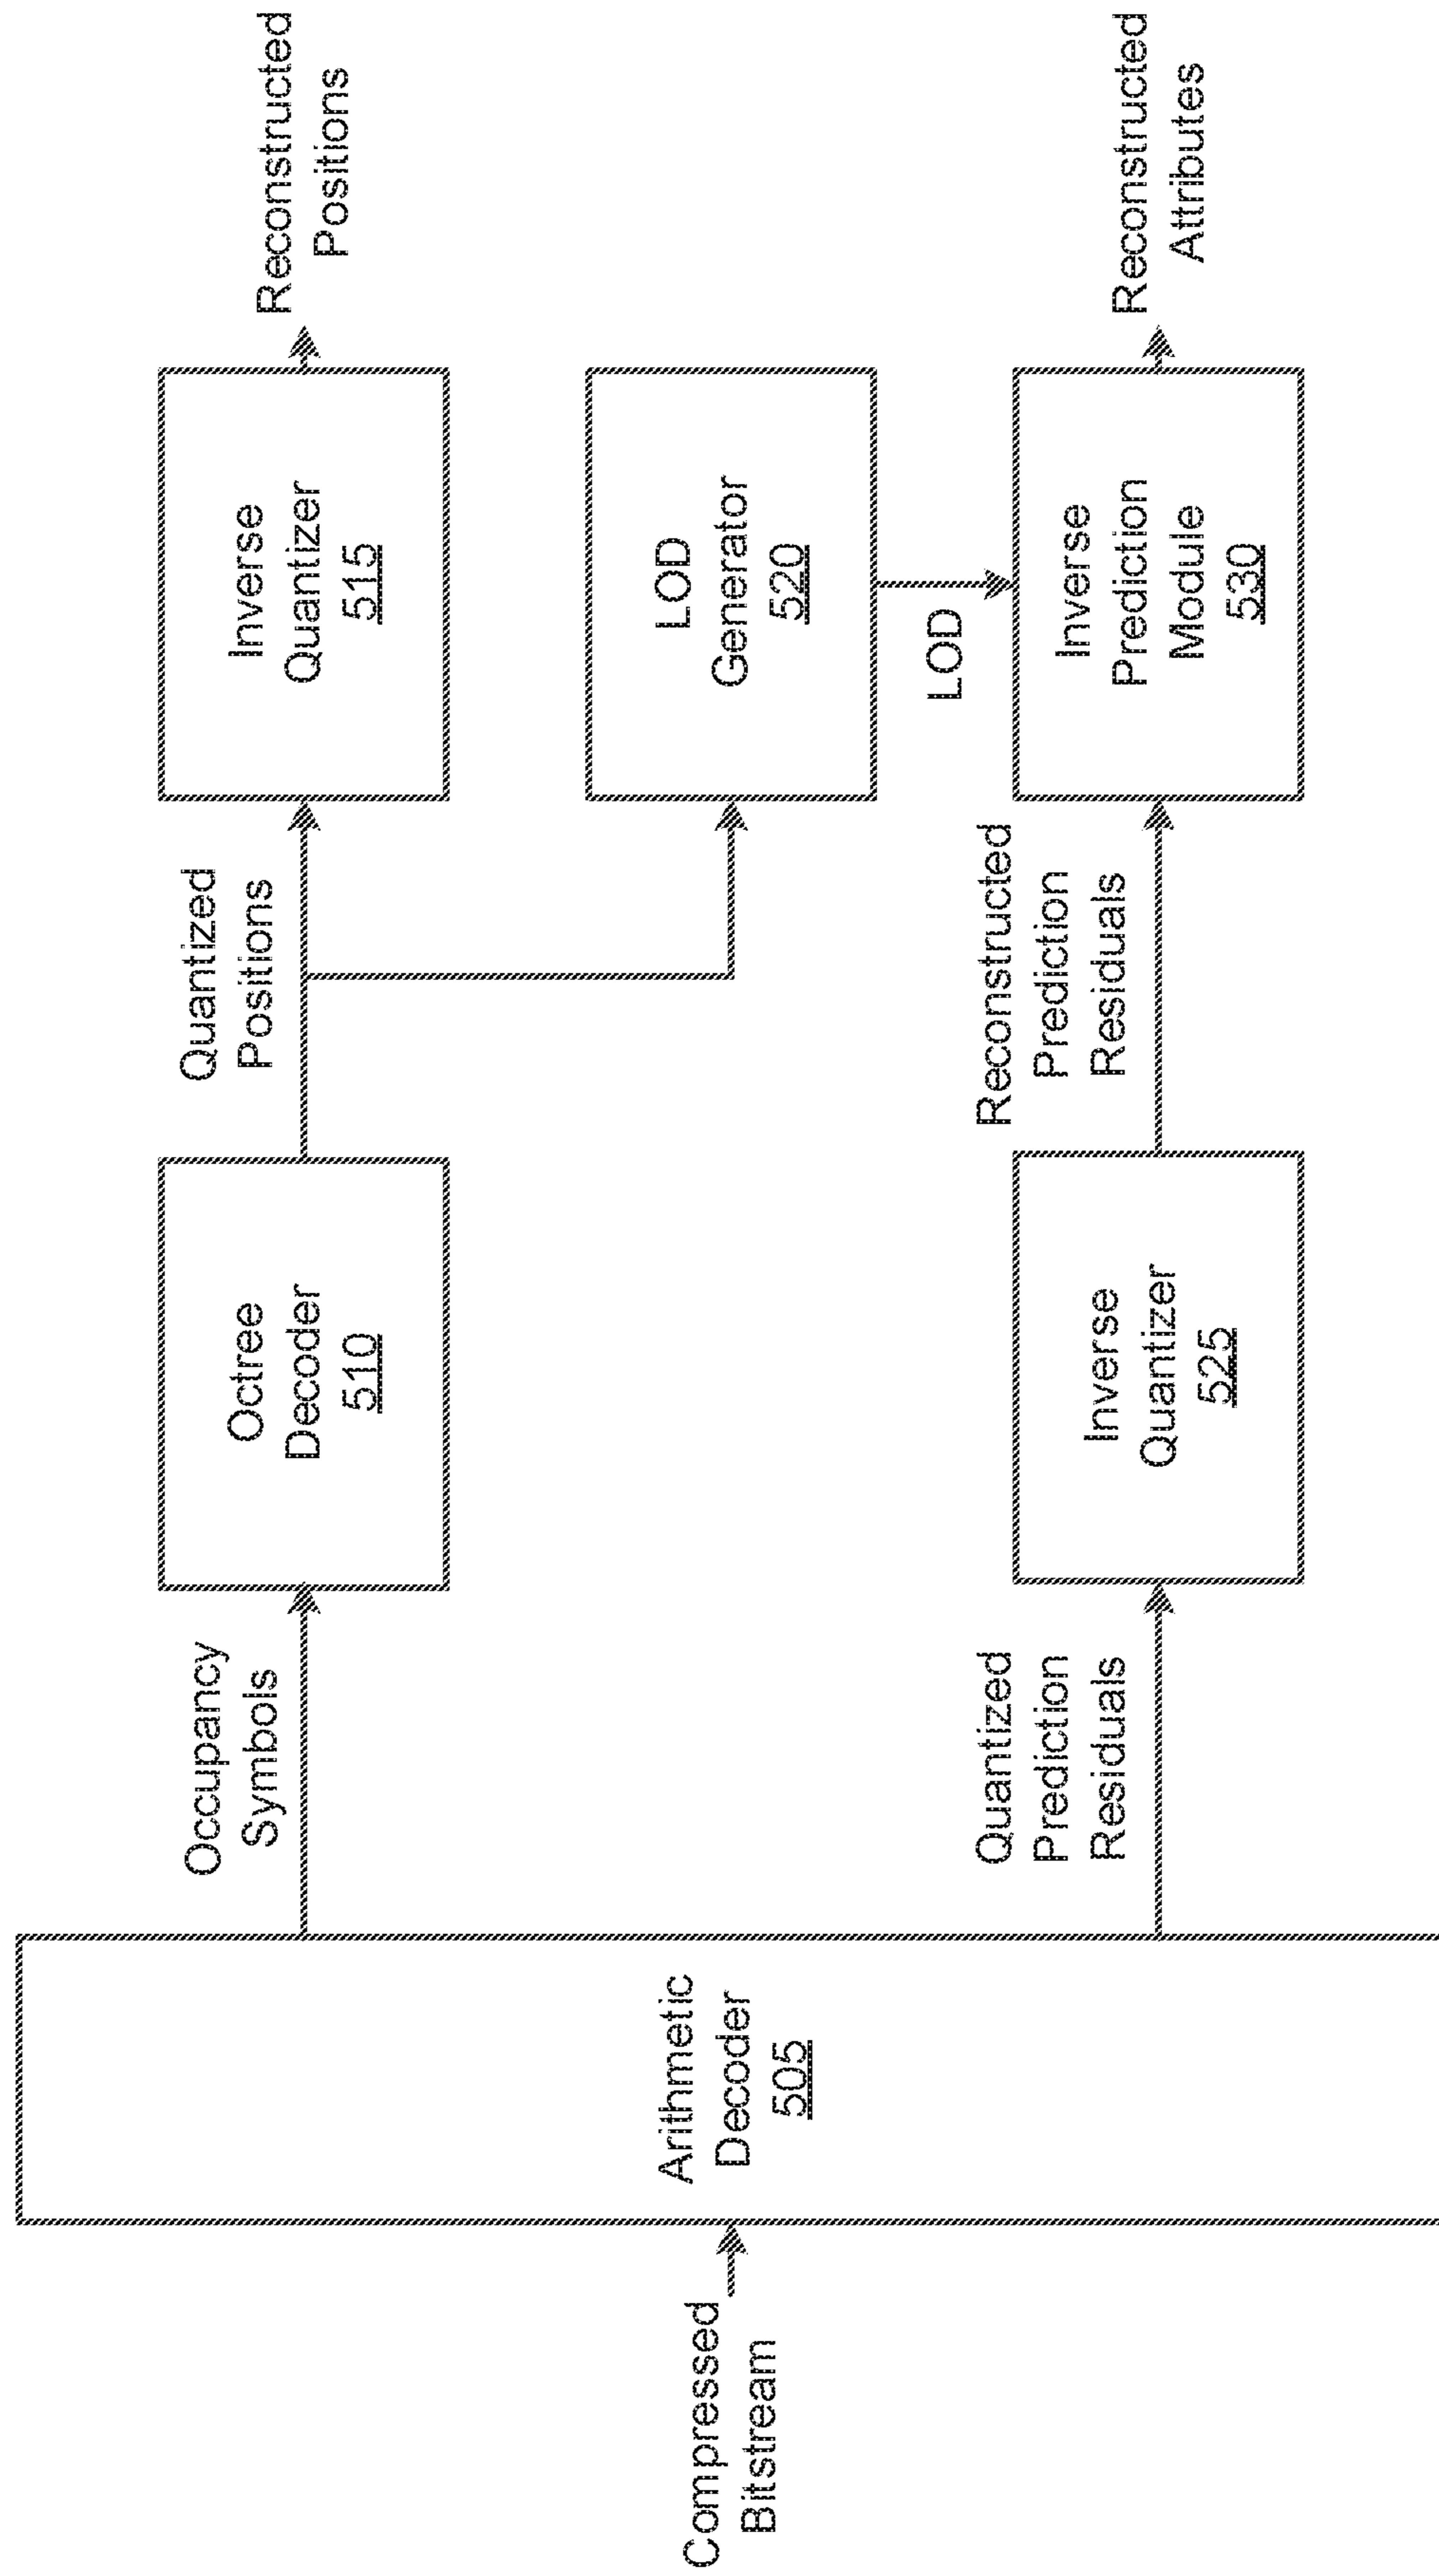 Compressed
Bitstream
Arithmetic
Decoder
505
Occupancy
Symbols
Octree
Decoder
510
Quantized
Positions
Inverse
Quantizer
515
Reconstructed
Positions
LOD
Generator
520
LOD
Quantized
Prediction
Residuals
Inverse
Quantizer
525
Reconstructed
Prediction
Residuals
Inverse
Prediction
Module
530
Reconstructed
Attributes